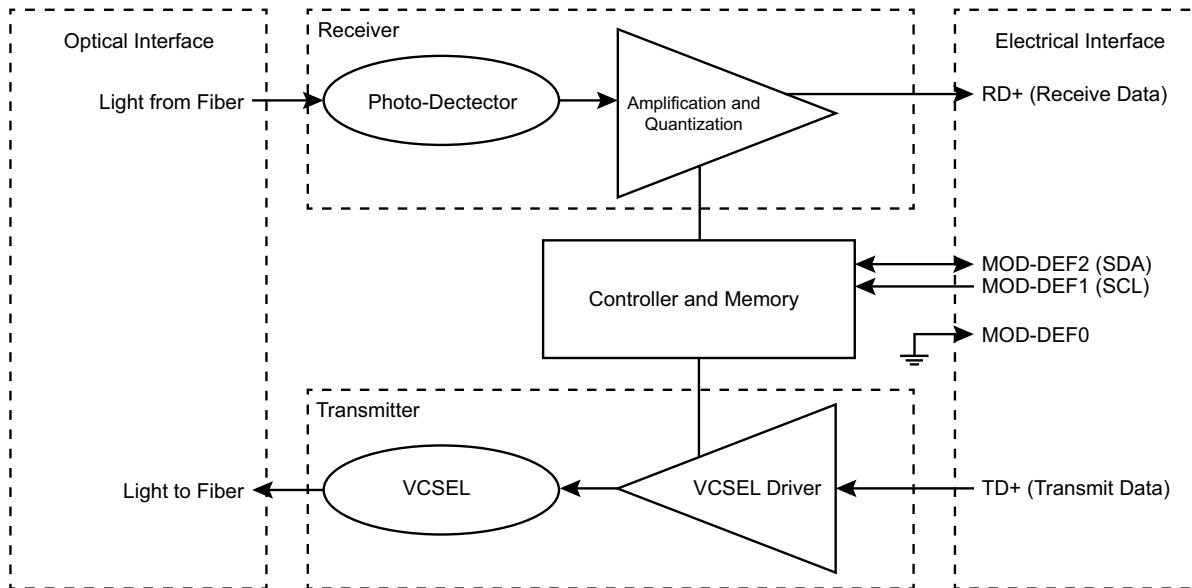 Optical Interface
Receiver
Electrical Interface
Light from Fiber
Photo-Dectector
Amplification and
Quantization
RD+ (Receive Data)
MOD-DEF2 (SDA)
MOD-DEF1 (SCL)
Controller and Memory
MOD-DEF0
Transmitter
Light to Fiber
VCSEL
VCSEL Driver
TD+ (Transmit Data)